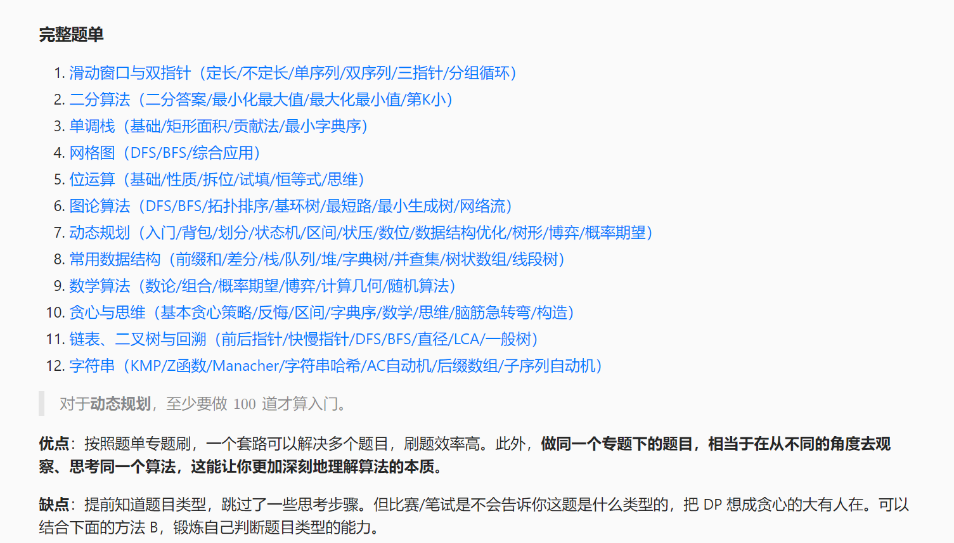 完整题单
1. 滑动窗口与双指针（定长/不定长/单序列/双序列/三指针/分组循环）
2. 二分算法（二分答案/最小化最大值/最大化最小值/第K小）
3. 单调栈（基础/矩形面积/贡献法/最小字典序）
4. 网格图（DFS/BFS/综合应用）
5. 位运算（基础/性质/拆位/试填/恒等式/思维）
6. 图论算法（DFS/BFS/拓扑排序/基环树/最短路/最小生成树/网络流）
7. 动态规划（入门/背包/划分/状态机/区间/状压/数位/数据结构优化/树形/博弈/概率期望）
8. 常用数据结构（前缀和/差分/栈/队列/堆/字典树/并查集/树状数组/线段树）
9. 数学算法（数论/组合/概率期望/博弈/计算几何/随机算法）
10. 贪心与思维（基本贪心策略/反悔/区间/字典序/数学/思维/脑筋急转弯/构造）
11. 链表、二叉树与回溯（前后指针/快慢指针/DFS/BFS/直径/LCA/一般树）
12. 字符串（KMP/Z函数/Manacher/字符串哈希/AC自动机/后缀数组/子序列自动机）
对于动态规划，至少要做 100 道才算入门。
优点：按照题单专题刷，一个套路可以解决多个题目，刷题效率高。此外，做同一个专题下的题目，相当于在从不同的角度去观
察、思考同一个算法，这能让你更加深刻地理解算法的本质。
缺点：提前知道题目类型，跳过了一些思考步骤。但比赛/笔试是不会告诉你这题是什么类型的，把 DP 想成贪心的大有人在。可以
结合下面的方法 B，锻炼自己判断题目类型的能力。